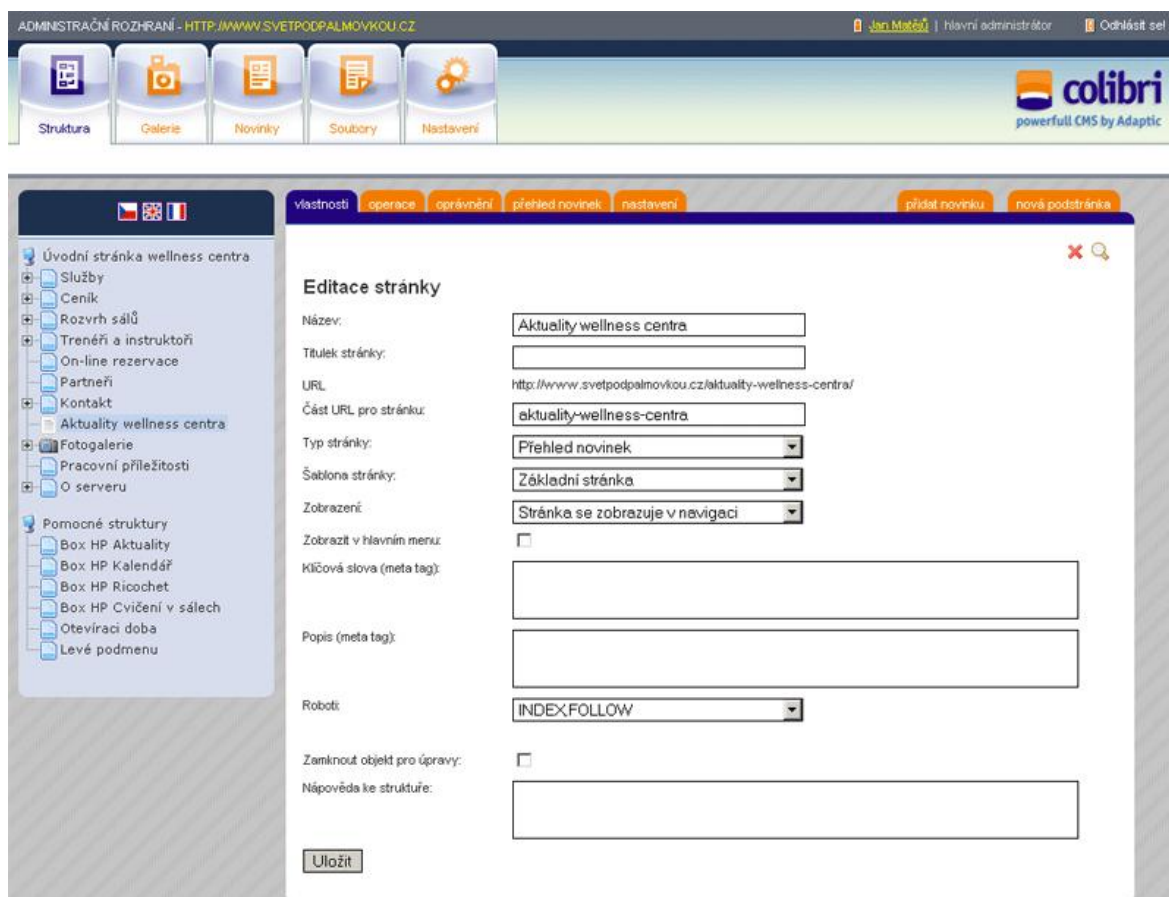 ADMINISTRAČNÍ ROZHRANÍ - HTTP://WWW.SVETPODPALMOVKOU.CZ
Jan Matějů | hlavní administrátor
Odhlásit se!
Struktura
Galerie
Novinky
Soubory
Nastavení
colibri
powerfull CMS by Adaptic
vlastnosti
operace
oprávnění
přehled novinek
nastavení
přidat novinku
nová podstránka
Úvodní stránka wellness centra
Služby
Ceník
Rozvrh sálů
Trenéři a instruktoři
On-line rezervace
Partneři
Kontakt
Aktuality wellness centra
Fotogalerie
Pracovní příležitosti
O serveru
Pomocné struktury
Box HP Aktuality
Box HP Kalendář
Box HP Ricochet
Box HP Cvičení v sálech
Otevíraci doba
Levé podmenu
Editace stránky
Název: Aktuality wellness centra
Titulek stránky:
URL http://www.svetpodpalmovkou.cz/aktuality-wellness-centra/
Část URL pro stránku: aktuality-wellness-centra
Typ stránky: Přehled novinek
Šablona stránky: Základní stránka
Zobrazení: Stránka se zobrazuje v navigaci
Zobrazit v hlavním menu:
Klíčová slova (meta tag):
Popis (meta tag):
Roboti: INDEX,FOLLOW
Zamknout objekt pro úpravy:
Nápověda ke struktuře:
Uložit